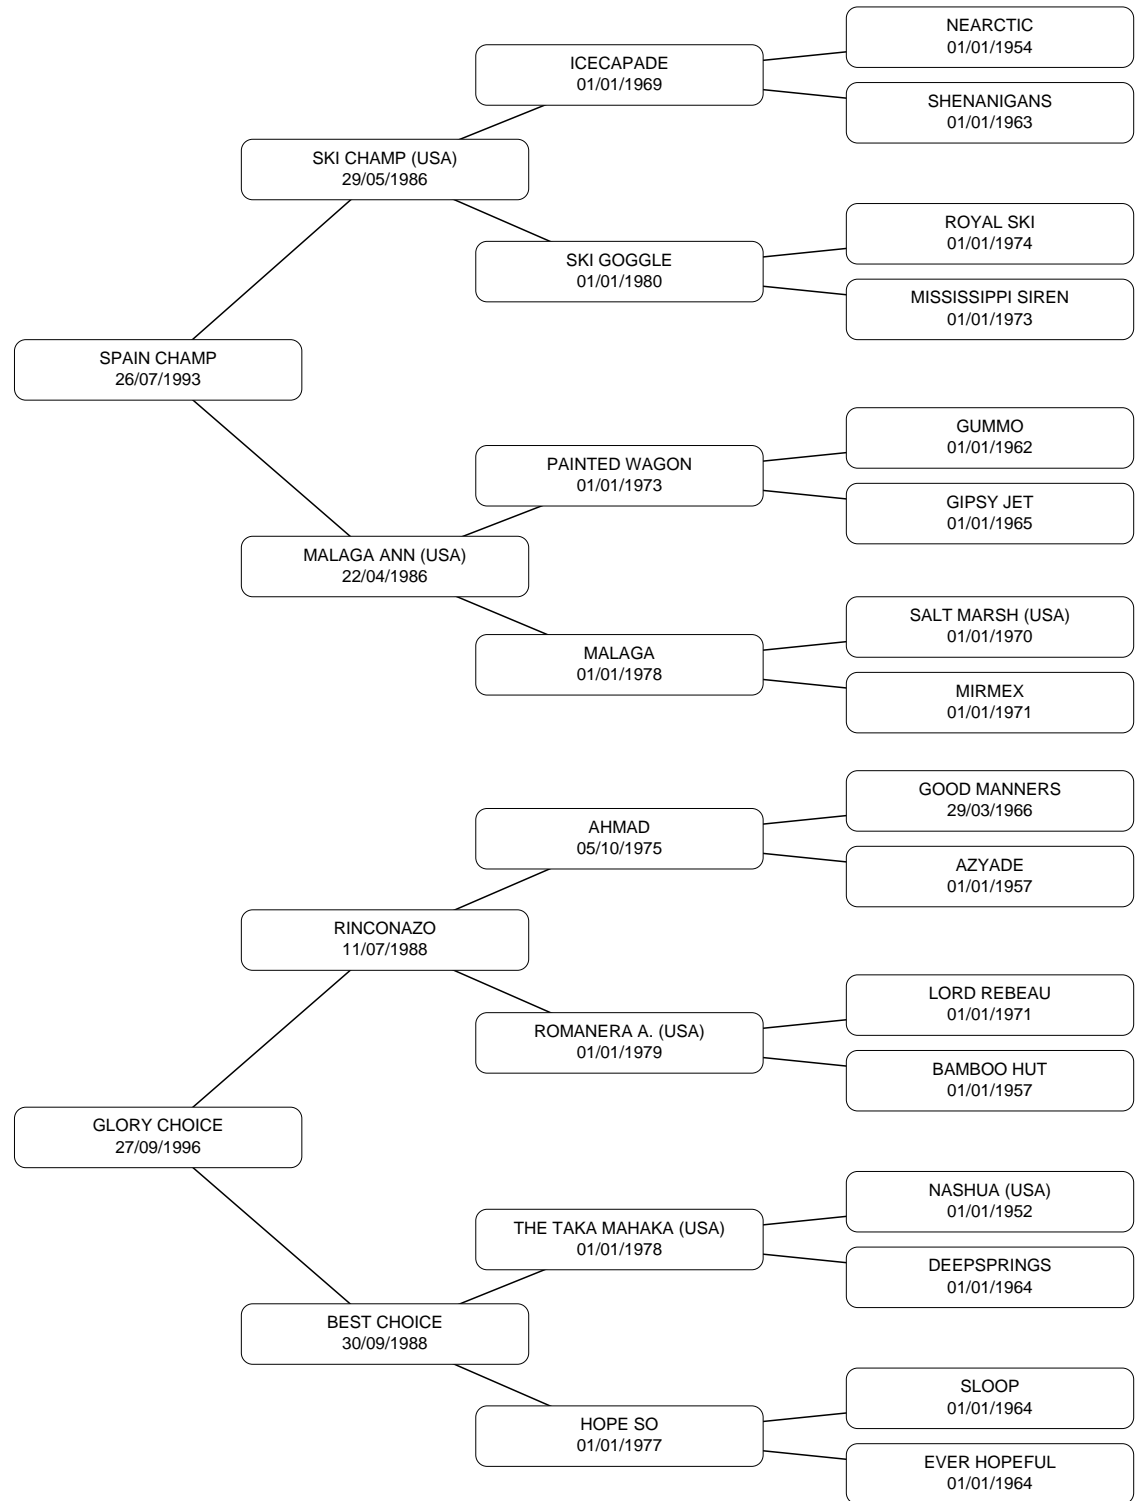 NEARCTIC
01/01/1954
ICECAPADE
01/01/1969
SHENANIGANS
01/01/1963
SKI CHAMP (USA)
29/05/1986
ROYAL SKI
01/01/1974
SKI GOGGLE
01/01/1980
MISSISSIPPI SIREN
01/01/1973
SPAIN CHAMP
26/07/1993
GUMMO
01/01/1962
PAINTED WAGON
01/01/1973
GIPSY JET
01/01/1965
MALAGA ANN (USA)
22/04/1986
SALT MARSH (USA)
01/01/1970
MALAGA
01/01/1978
MIRMEX
01/01/1971
GOOD MANNERS
29/03/1966
AHMAD
05/10/1975
AZYADE
01/01/1957
RINCONAZO
11/07/1988
LORD REBEAU
01/01/1971
ROMANERA A. (USA)
01/01/1979
BAMBOO HUT
01/01/1957
GLORY CHOICE
27/09/1996
NASHUA (USA)
01/01/1952
THE TAKA MAHAKA (USA)
01/01/1978
DEEPSPRINGS
01/01/1964
BEST CHOICE
30/09/1988
SLOOP
01/01/1964
HOPE SO
01/01/1977
EVER HOPEFUL
01/01/1964